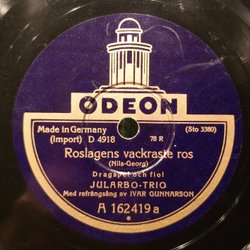 ODEON
Made in Germany
(Import) D 4918
78 R
(Sto 3380)
Roslagens vackraste ros
(Nils-Georg)
Dragspel och fiol
JULARBO-TRIO
Med refrängsång av IVAR GUNNARSON
A 162419a